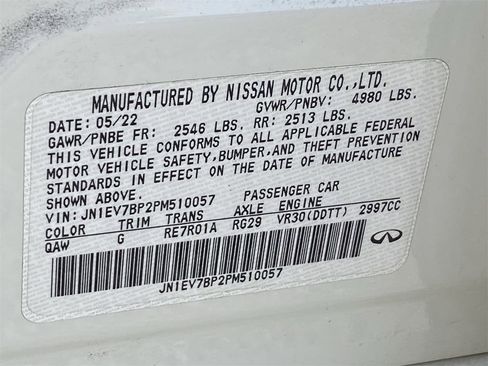 MANUFACTURED BY NISSAN MOTOR CO.,LTD.
DATE: 05/22 GVWR/PNBV: 4980 LBS.
GAWR/PNBE FR: 2546 LBS. RR: 2513 LBS.
THIS VEHICLE CONFORMS TO ALL APPLICABLE FEDERAL
MOTOR VEHICLE SAFETY,BUMPER,AND THEFT PREVENTION
STANDARDS IN EFFECT ON THE DATE OF MANUFACTURE
SHOWN ABOVE.
VIN: JN1EV7BP2PM510057 PASSENGER CAR
COLOR TRIM TRANS AXLE ENGINE
QAW G RE7R01A RG29 VR30(DDTT) 2997CC
JN1EV7BP2PM510057